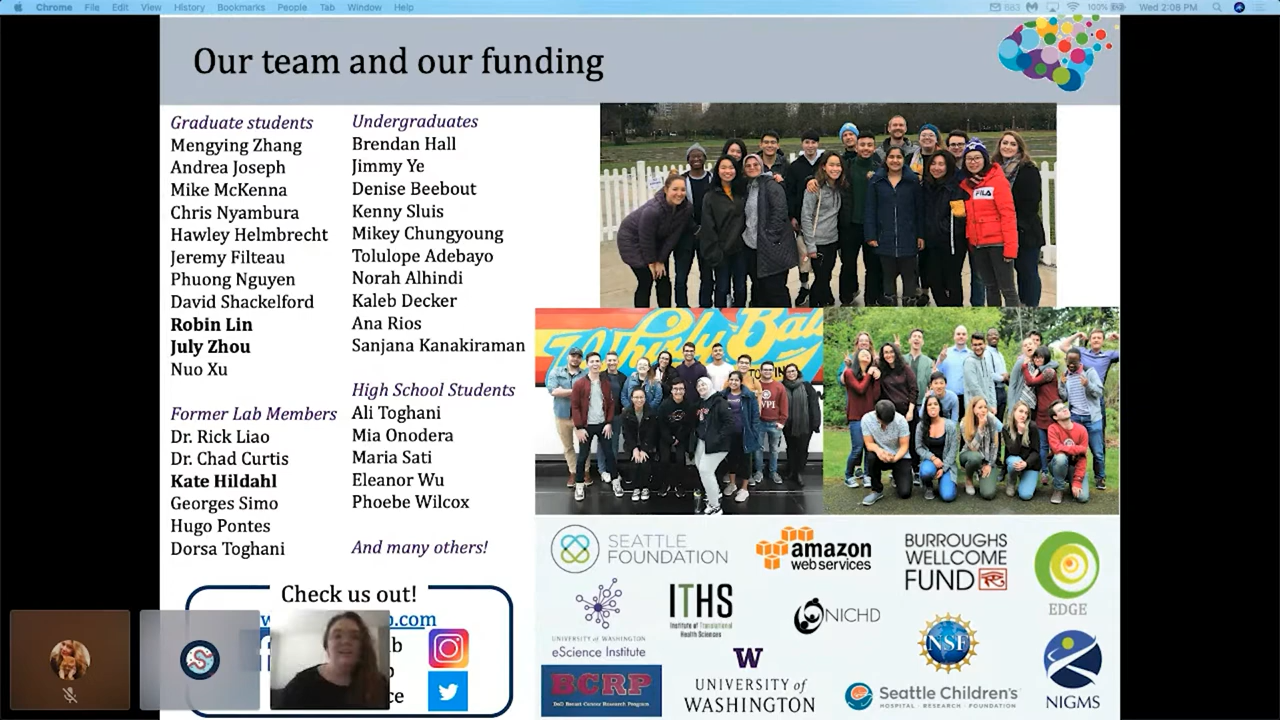 Chrome File Edit View History Bookmarks People Tab Window Help
683 100% Wed 2:08 PM
Our team and our funding
Graduate students
Mengying Zhang
Andrea Joseph
Mike McKenna
Chris Nyambura
Hawley Helmbrecht
Jeremy Filteau
Phuong Nguyen
David Shackelford
Robin Lin
July Zhou
Nuo Xu
Former Lab Members
Dr. Rick Liao
Dr. Chad Curtis
Kate Hildahl
Georges Simo
Hugo Pontes
Dorsa Toghani
Undergraduates
Brendan Hall
Jimmy Ye
Denise Beebout
Kenny Sluis
Mikey Chungyoung
Tolulope Adebayo
Norah Alhindi
Kaleb Decker
Ana Rios
Sanjana Kanakiraman
High School Students
Ali Toghani
Mia Onodera
Maria Sati
Eleanor Wu
Phoebe Wilcox
And many others!
FILA
WPI
Check us out!
SEATTLE
FOUNDATION
amazon
web services
BURROUGHS
WELLCOME
FUND
EDGE
UNIVERSITY of WASHINGTON
eScience Institute
ITHS
Institute of Translational
Health Sciences
NICHD
NSF
BCRP
DoD Breast Cancer Research Program
W
UNIVERSITY of
WASHINGTON
Seattle Children's
HOSPITAL · RESEARCH · FOUNDATION
NIGMS